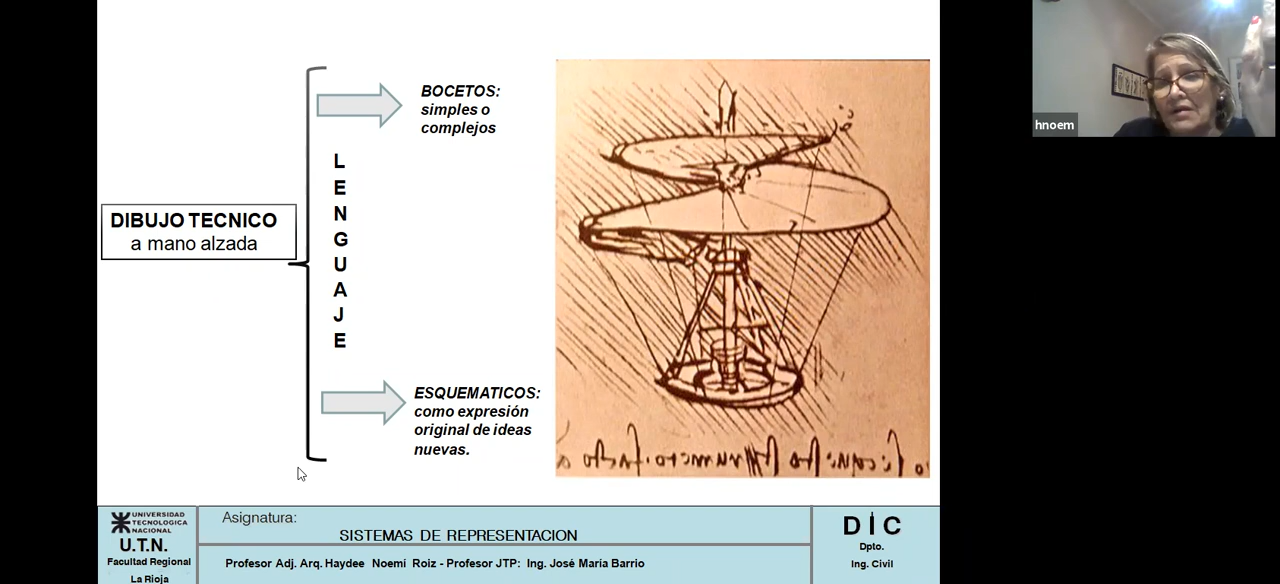 DIBUJO TECNICO
a mano alzada
L
E
N
G
U
A
J
E
BOCETOS:
simples o
complejos
ESQUEMATICOS:
como expresión
original de ideas
nuevas.
hnoem
UNIVERSIDAD
TECNOLOGICA
NACIONAL
U.T.N.
Facultad Regional
La Rioja
Asignatura:
SISTEMAS DE REPRESENTACION
Profesor Adj. Arq. Haydee Noemí Roiz - Profesor JTP: Ing. José María Barrio
DIC
Dpto.
Ing. Civil